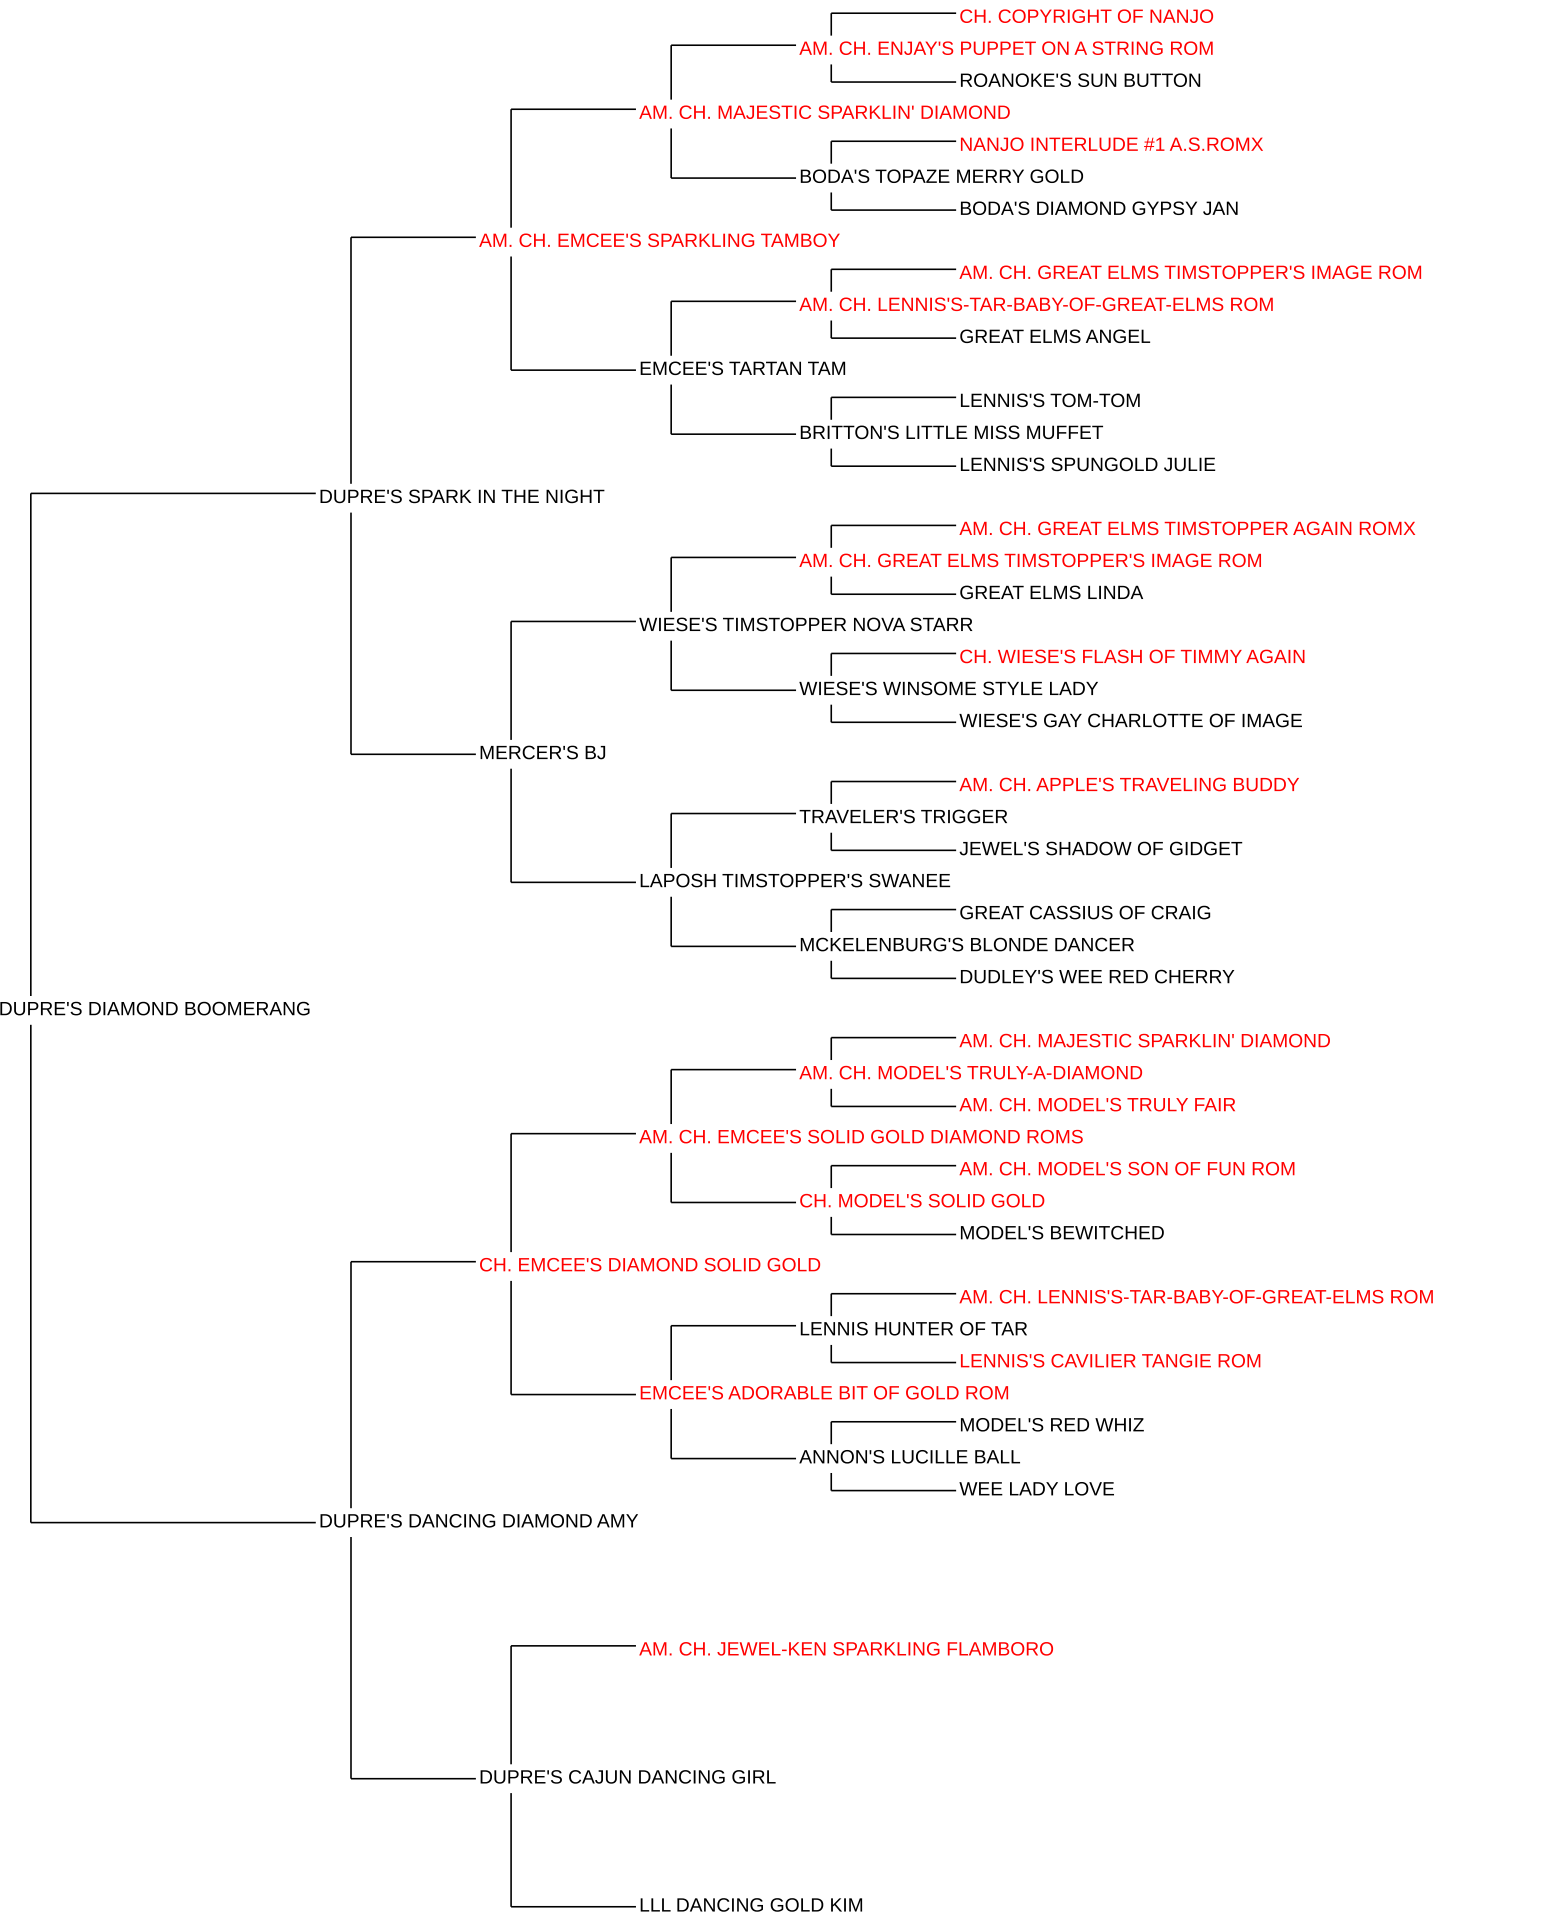 CH. COPYRIGHT OF NANJO
AM. CH. ENJAY'S PUPPET ON A STRING ROM
ROANOKE'S SUN BUTTON
AM. CH. MAJESTIC SPARKLIN' DIAMOND
NANJO INTERLUDE #1 A.S.ROMX
BODA'S TOPAZE MERRY GOLD
BODA'S DIAMOND GYPSY JAN
AM. CH. EMCEE'S SPARKLING TAMBOY
AM. CH. GREAT ELMS TIMSTOPPER'S IMAGE ROM
AM. CH. LENNIS'S-TAR-BABY-OF-GREAT-ELMS ROM
GREAT ELMS ANGEL
EMCEE'S TARTAN TAM
LENNIS'S TOM-TOM
BRITTON'S LITTLE MISS MUFFET
LENNIS'S SPUNGOLD JULIE
DUPRE'S SPARK IN THE NIGHT
AM. CH. GREAT ELMS TIMSTOPPER AGAIN ROMX
AM. CH. GREAT ELMS TIMSTOPPER'S IMAGE ROM
GREAT ELMS LINDA
WIESE'S TIMSTOPPER NOVA STARR
CH. WIESE'S FLASH OF TIMMY AGAIN
WIESE'S WINSOME STYLE LADY
WIESE'S GAY CHARLOTTE OF IMAGE
MERCER'S BJ
AM. CH. APPLE'S TRAVELING BUDDY
TRAVELER'S TRIGGER
JEWEL'S SHADOW OF GIDGET
LAPOSH TIMSTOPPER'S SWANEE
GREAT CASSIUS OF CRAIG
MCKELENBURG'S BLONDE DANCER
DUDLEY'S WEE RED CHERRY
DUPRE'S DIAMOND BOOMERANG
AM. CH. MAJESTIC SPARKLIN' DIAMOND
AM. CH. MODEL'S TRULY-A-DIAMOND
AM. CH. MODEL'S TRULY FAIR
AM. CH. EMCEE'S SOLID GOLD DIAMOND ROMS
AM. CH. MODEL'S SON OF FUN ROM
CH. MODEL'S SOLID GOLD
MODEL'S BEWITCHED
CH. EMCEE'S DIAMOND SOLID GOLD
AM. CH. LENNIS'S-TAR-BABY-OF-GREAT-ELMS ROM
LENNIS HUNTER OF TAR
LENNIS'S CAVILIER TANGIE ROM
EMCEE'S ADORABLE BIT OF GOLD ROM
MODEL'S RED WHIZ
ANNON'S LUCILLE BALL
WEE LADY LOVE
DUPRE'S DANCING DIAMOND AMY
AM. CH. JEWEL-KEN SPARKLING FLAMBORO
DUPRE'S CAJUN DANCING GIRL
LLL DANCING GOLD KIM